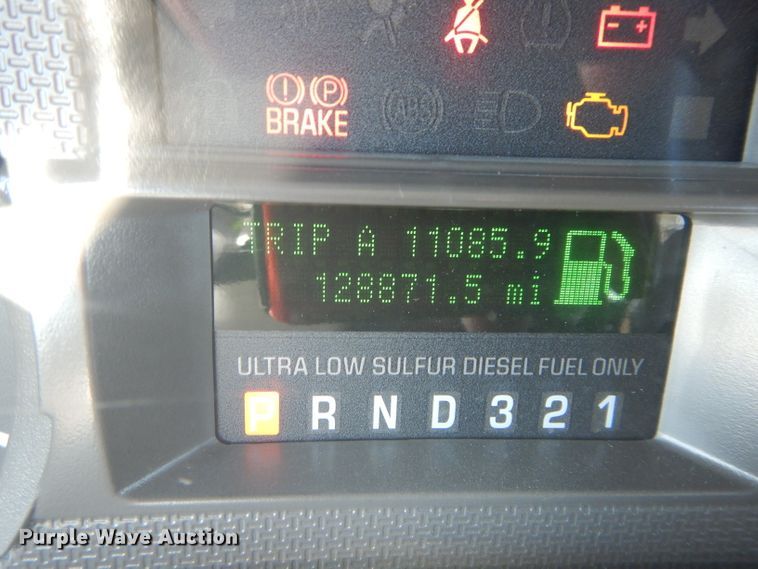 (!) (P)
BRAKE
ABS
TRIP A 11085.9
128871.5 mi
ULTRA LOW SULFUR DIESEL FUEL ONLY
P R N D 3 2 1
Purple Wave Auction